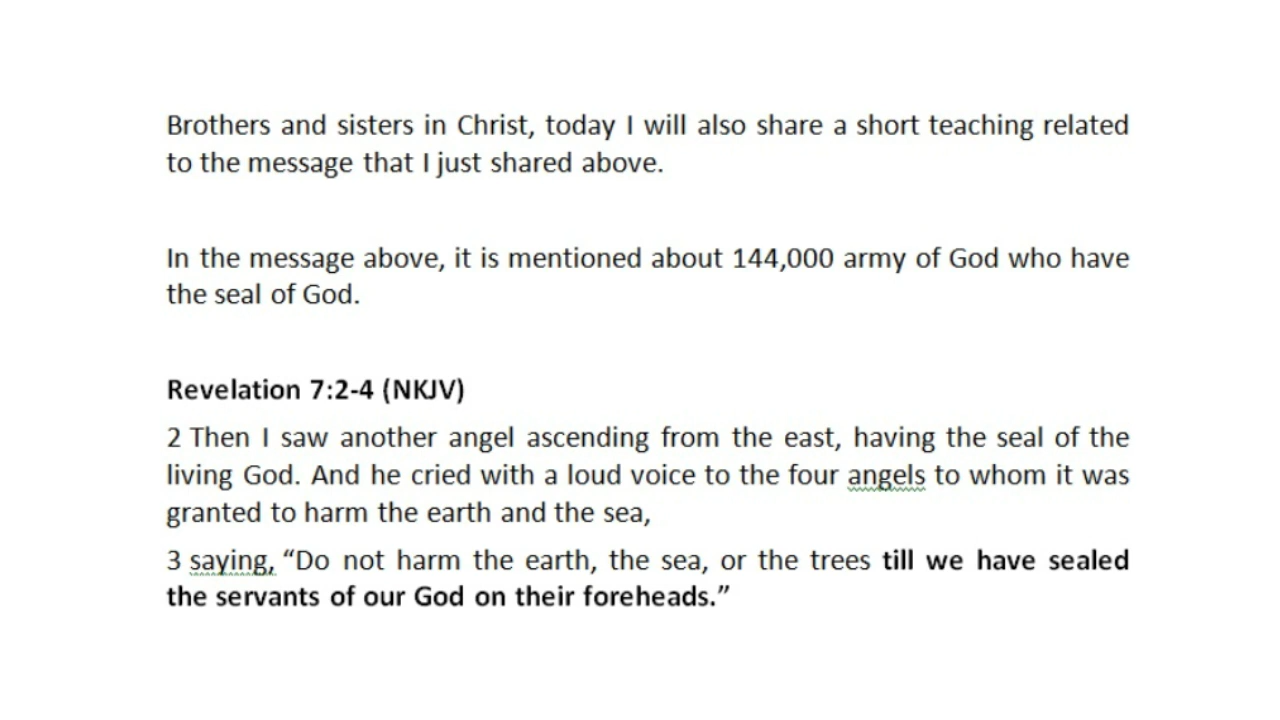 Brothers and sisters in Christ, today I will also share a short teaching related
to the message that I just shared above.
In the message above, it is mentioned about 144,000 army of God who have
the seal of God.
Revelation 7:2-4 (NKJV)
2 Then I saw another angel ascending from the east, having the seal of the
living God. And he cried with a loud voice to the four angels to whom it was
granted to harm the earth and the sea,
3 saying, “Do not harm the earth, the sea, or the trees till we have sealed
the servants of our God on their foreheads.”